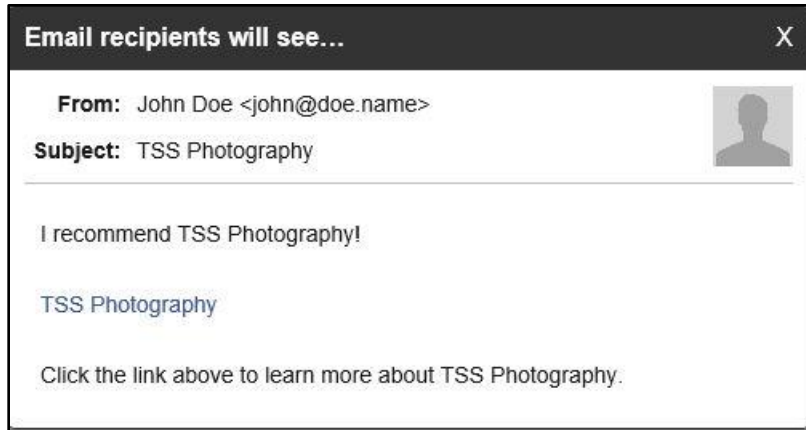 Email recipients will see... X
From: John Doe <john@doe.name>
Subject: TSS Photography
I recommend TSS Photography!
TSS Photography
Click the link above to learn more about TSS Photography.